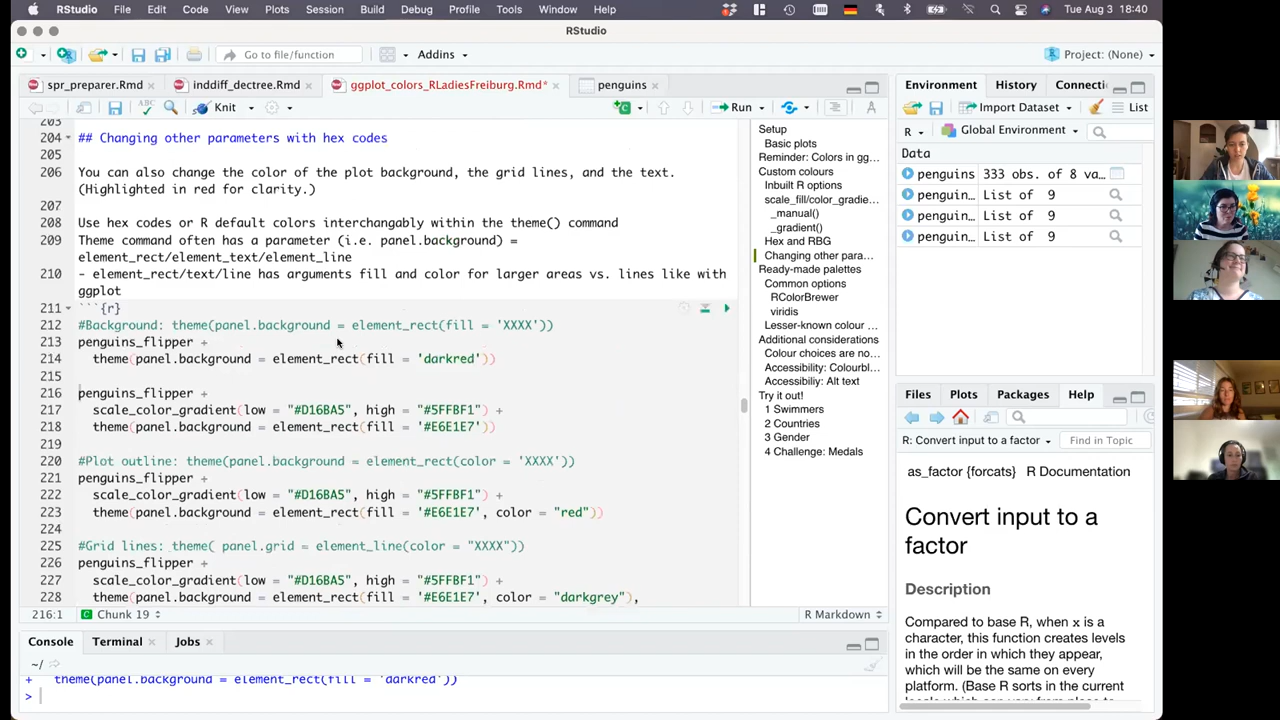 RStudio File Edit Code View Plots Session Build Debug Profile Tools Window Help Tue Aug 3 18:40
RStudio
Go to file/function Addins Project: (None)
spr_preparer.Rmd inddiff_dectree.Rmd ggplot_colors_RLadiesFreiburg.Rmd* penguins
Knit Run
203
204 ## Changing other parameters with hex codes
205
206 You can also change the color of the plot background, the grid lines, and the text.
(Highlighted in red for clarity.)
207
208 Use hex codes or R default colors interchangably within the theme() command
209 Theme command often has a parameter (i.e. panel.background) =
element_rect/element_text/element_line
210 - element_rect/text/line has arguments fill and color for larger areas vs. lines like with
ggplot
211 ```{r}
212 #Background: theme(panel.background = element_rect(fill = 'XXXX'))
213 penguins_flipper +
214 theme(panel.background = element_rect(fill = 'darkred'))
215
216 penguins_flipper +
217 scale_color_gradient(low = "#D16BA5", high = "#5FFBF1") +
218 theme(panel.background = element_rect(fill = '#E6E1E7'))
219
220 #Plot outline: theme(panel.background = element_rect(color = 'XXXX'))
221 penguins_flipper +
222 scale_color_gradient(low = "#D16BA5", high = "#5FFBF1") +
223 theme(panel.background = element_rect(fill = '#E6E1E7', color = "red"))
224
225 #Grid lines: theme( panel.grid = element_line(color = "XXXX"))
226 penguins_flipper +
227 scale_color_gradient(low = "#D16BA5", high = "#5FFBF1") +
228 theme(panel.background = element_rect(fill = '#E6E1E7', color = "darkgrey"),
216:1 Chunk 19 R Markdown
Setup
Basic plots
Reminder: Colors in gg...
Custom colours
Inbuilt R options
scale_fill/color_gradie...
_manual()
_gradient()
Hex and RBG
Changing other para...
Ready-made palettes
Common options
RColorBrewer
viridis
Lesser-known colour ...
Additional considerations
Colour choices are no...
Accessibility: Colourbl...
Accessibility: Alt text
Try it out!
1 Swimmers
2 Countries
3 Gender
4 Challenge: Medals
Console Terminal Jobs
~/
+ theme(panel.background = element_rect(fill = 'darkred'))
>
Environment History Connecti
Import Dataset List
R Global Environment
Data
penguins 333 obs. of 8 va...
penguin... List of 9
penguin... List of 9
penguin... List of 9
Files Plots Packages Help
R: Convert input to a factor Find in Topic
as_factor {forcats} R Documentation
Convert input to a
factor
Description
Compared to base R, when x is a
character, this function creates levels
in the order in which they appear,
which will be the same on every
platform. (Base R sorts in the current